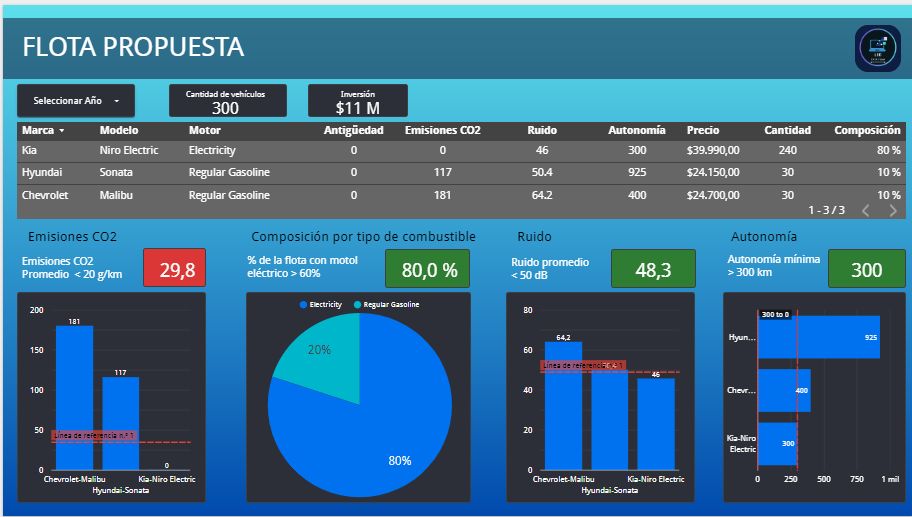 FLOTA PROPUESTA
Seleccionar Año
Cantidad de vehículos
300
Inversión
$11 M
Marca Modelo Motor Antigüedad Emisiones CO2 Ruido Autonomía Precio Cantidad Composición
Kia Niro Electric Electricity 0 0 46 300 $39.990,00 240 80 %
Hyundai Sonata Regular Gasoline 0 117 50.4 925 $24.150,00 30 10 %
Chevrolet Malibu Regular Gasoline 0 181 64.2 400 $24.700,00 30 10 %
1 - 3 / 3
Emisiones CO2
Emisiones CO2
Promedio < 20 g/km
29,8
200
150
100
50
0
181
117
0
Línea de referencia n.º 1
Chevrolet-Malibu
Hyundai-Sonata
Kia-Niro Electric
Composición por tipo de combustible
% de la flota con motol
eléctrico > 60%
80,0 %
Electricity
Regular Gasoline
20%
80%
Ruido
Ruido promedio
< 50 dB
48,3
80
60
40
20
0
64,2
46
Línea de referencia
Chevrolet-Malibu
Hyundai-Sonata
Kia-Niro Electric
Autonomía
Autonomía mínima
> 300 km
300
300 to 0
Hyun...
925
Chevr...
400
Kia-Niro
Electric
300
0 250 500 750 1 mil